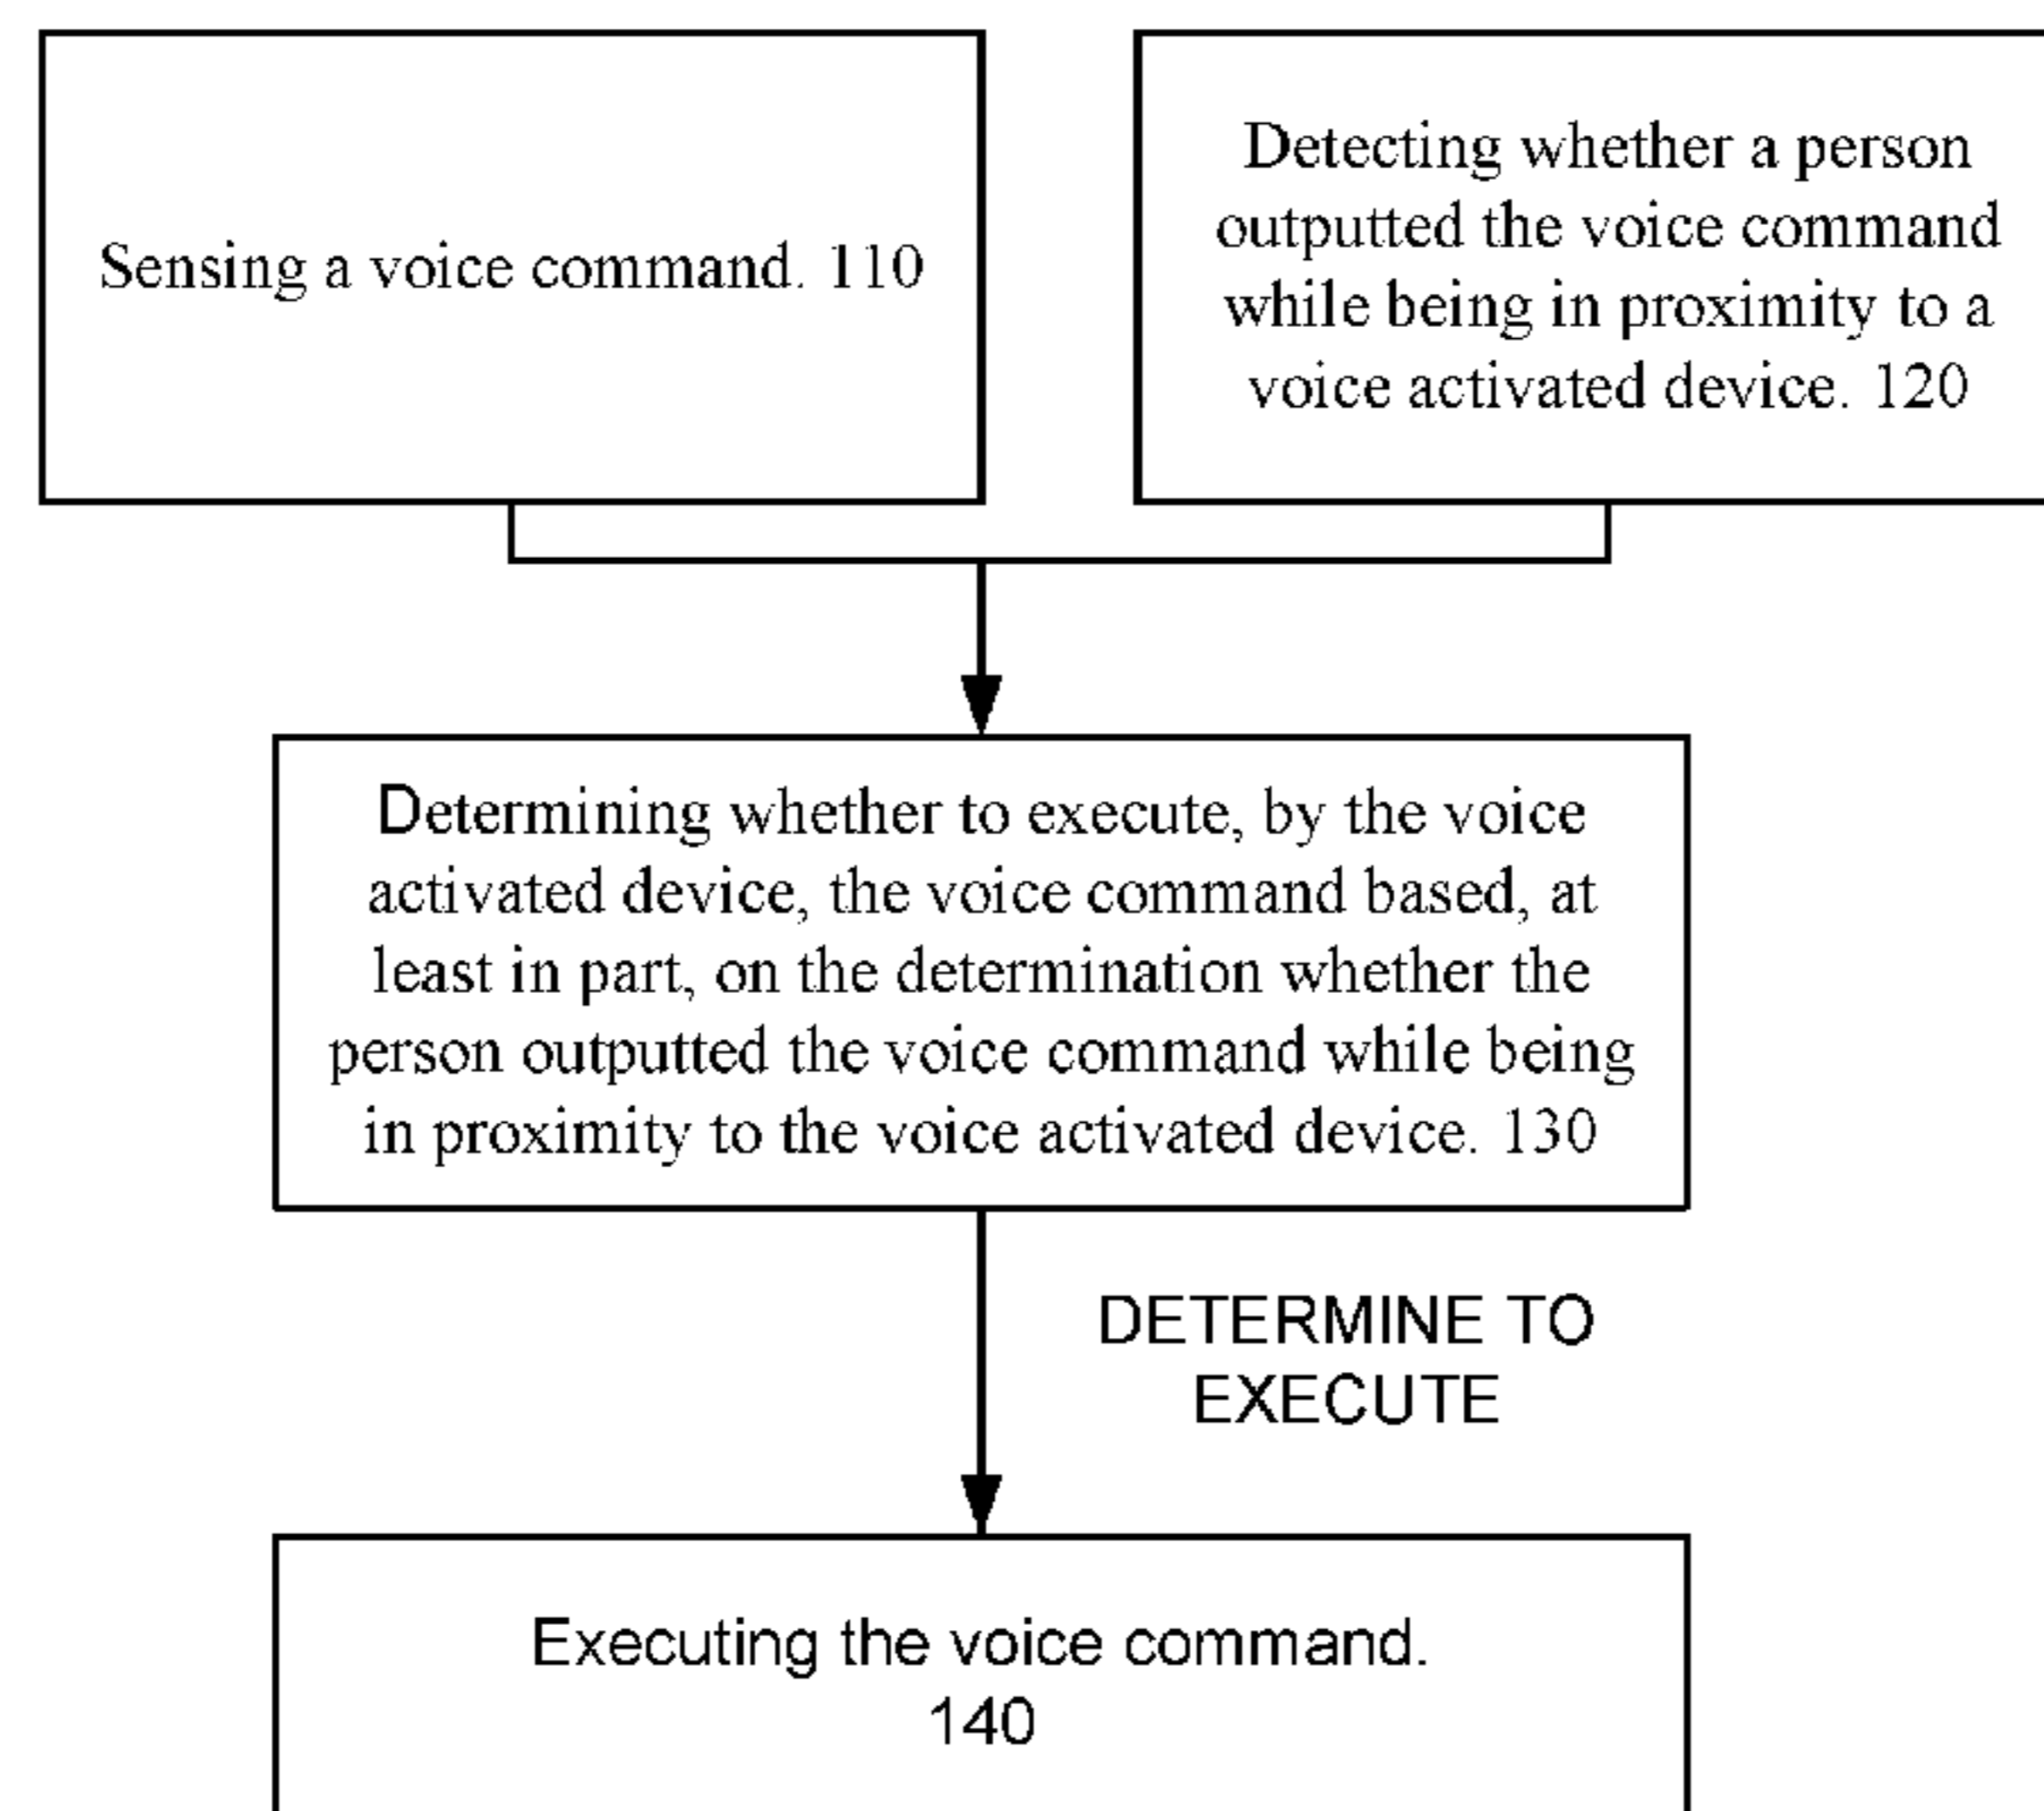 Sensing a voice command. 110
Detecting whether a person
outputted the voice command
while being in proximity to a
voice activated device. 120
Determining whether to execute, by the voice
activated device, the voice command based, at
least in part, on the determination whether the
person outputted the voice command while being
in proximity to the voice activated device. 130
DETERMINE TO
EXECUTE
Executing the voice command.
140